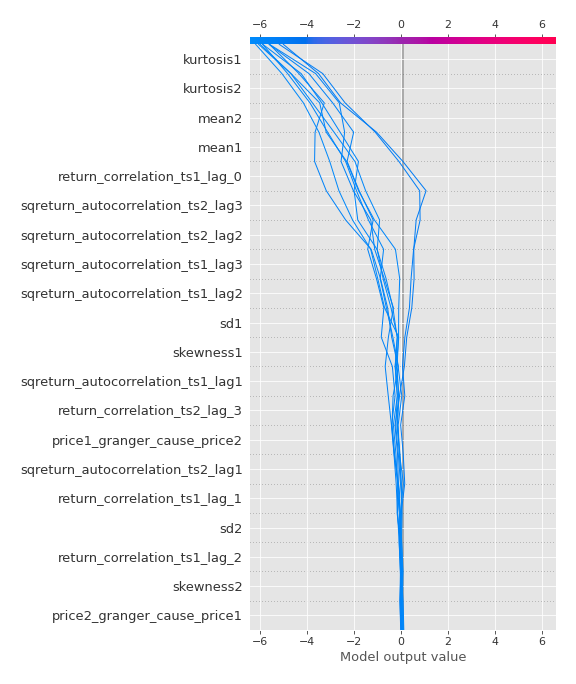 −6 −4 −2 0 2 4 6
kurtosis1
kurtosis2
mean2
mean1
return_correlation_ts1_lag_0
sqreturn_autocorrelation_ts2_lag3
sqreturn_autocorrelation_ts2_lag2
sqreturn_autocorrelation_ts1_lag3
sqreturn_autocorrelation_ts1_lag2
sd1
skewness1
sqreturn_autocorrelation_ts1_lag1
return_correlation_ts2_lag_3
price1_granger_cause_price2
sqreturn_autocorrelation_ts2_lag1
return_correlation_ts1_lag_1
sd2
return_correlation_ts1_lag_2
skewness2
price2_granger_cause_price1
−6 −4 −2 0 2 4 6
Model output value